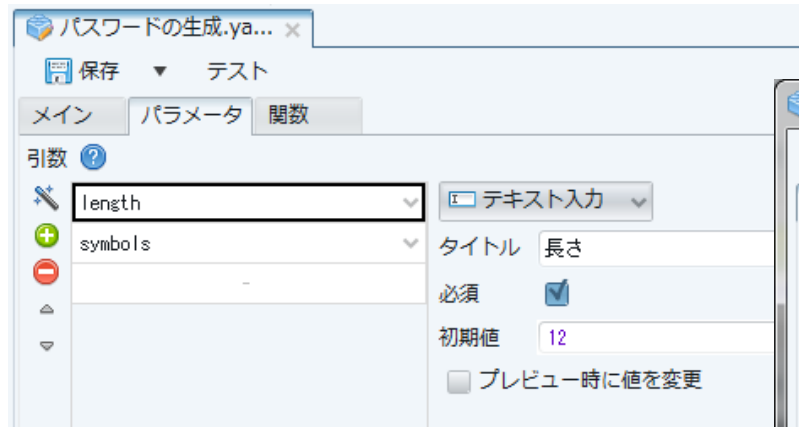 パスワードの生成.ya...
保存 ▼ テスト
メイン パラメータ 関数
引数
length
symbols
-
テキスト入力
タイトル 長さ
必須
初期値 12
プレビュー時に値を変更